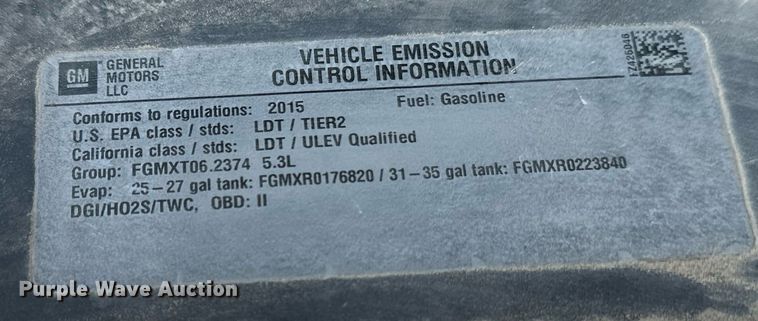 GM
GENERAL
MOTORS
LLC
VEHICLE EMISSION
CONTROL INFORMATION
Conforms to regulations: 2015 Fuel: Gasoline
U.S. EPA class / stds: LDT / TIER2
California class / stds: LDT / ULEV Qualified
Group: FGMXT06.2374 5.3L
Evap: 25-27 gal tank: FGMXR0176820 / 31-35 gal tank: FGMXR0223840
DGI/HO2S/TWC, OBD: II
Purple Wave Auction